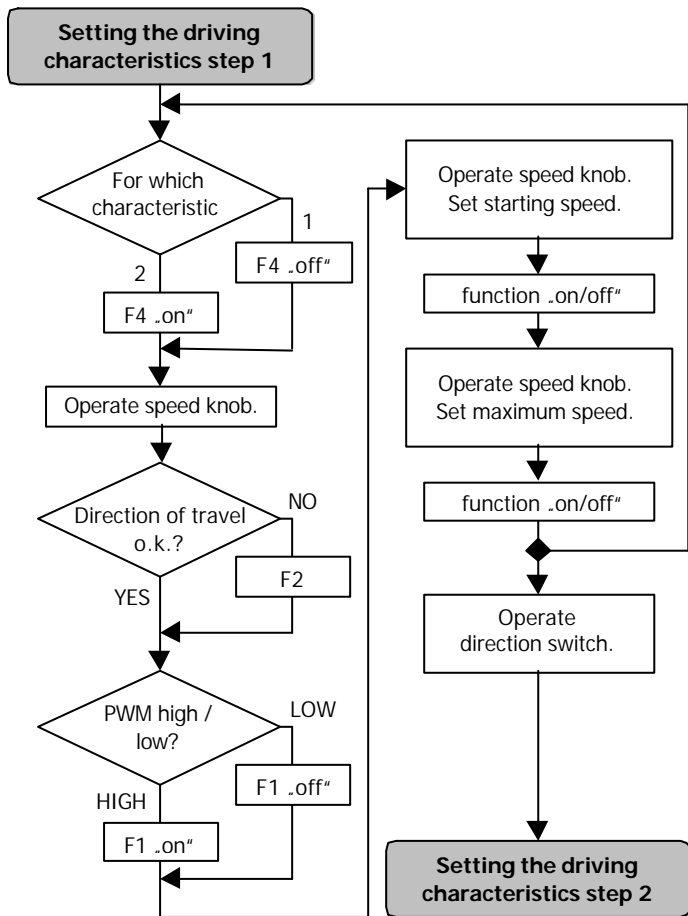 Setting the driving
characteristics step 1
For which
characteristic
1
F4 „off“
2
F4 „on“
Operate speed knob.
Direction of travel
o.k.?
NO
F2
YES
PWM high /
low?
LOW
F1 „off“
HIGH
F1 „on“
Operate speed knob.
Set starting speed.
function „on/off“
Operate speed knob.
Set maximum speed.
function „on/off“
Operate
direction switch.
Setting the driving
characteristics step 2